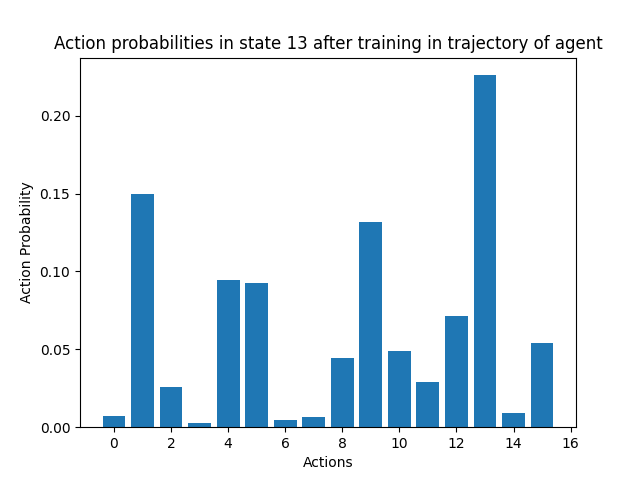 Action probabilities in state 13 after training in trajectory of agent
Action Probability
0.20
0.15
0.10
0.05
0.00
0 2 4 6 8 10 12 14 16
Actions